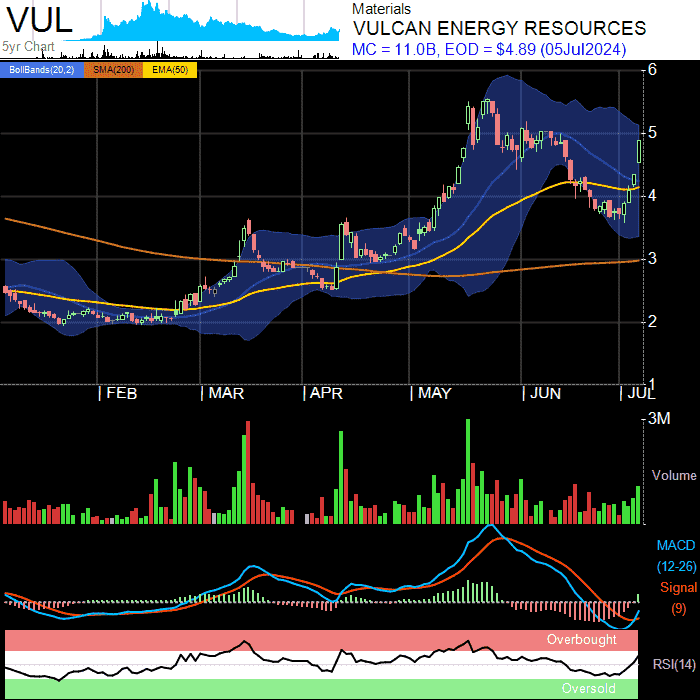 VUL
5yr Chart
Materials
VULCAN ENERGY RESOURCES
MC = 11.0B, EOD = $4.89 (05Jul2024)
BollBands(20,2) SMA(200) EMA(50)
6
5
4
3
2
1
| FEB | MAR | APR | MAY | JUN | JUL
3M
Volume
MACD
(12-26)
Signal
(9)
Overbought
RSI(14)
Oversold